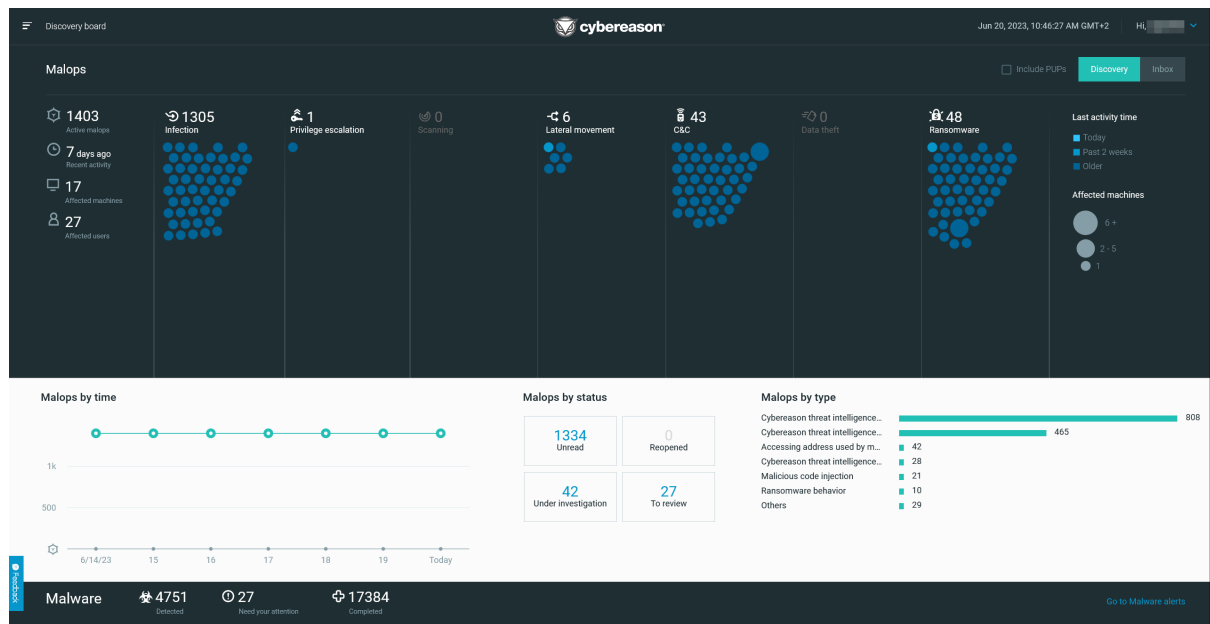 Discovery board
cybereason
Jun 20, 2023, 10:46:27 AM GMT+2
Hi,
Malops
Include PUPs
Discovery
Inbox
1403
Active malops
7 days ago
Recent activity
17
Affected machines
27
Affected users
1305
Infection
1
Privilege escalation
0
Scanning
6
Lateral movement
43
C&C
0
Data theft
48
Ransomware
Last activity time
Today
Past 2 weeks
Older
Affected machines
6 +
2 - 5
1
Malops by time
1k
500
6/14/23
15
16
17
18
19
Today
Malops by status
1334
Unread
0
Reopened
42
Under investigation
27
To review
Malops by type
Cybereason threat intelligence... 808
Cybereason threat intelligence... 465
Accessing address used by m... 42
Cybereason threat intelligence... 28
Malicious code injection 21
Ransomware behavior 10
Others 29
Feedback
Malware
4751
Detected
27
Need your attention
17384
Completed
Go to Malware alerts